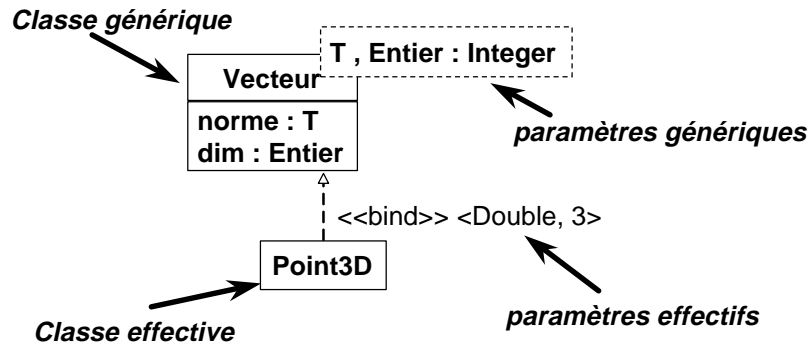 Classe générique
T , Entier : Integer
Vecteur
norme : T
dim : Entier
paramètres génériques
<<bind>> <Double, 3>
Point3D
Classe effective
paramètres effectifs